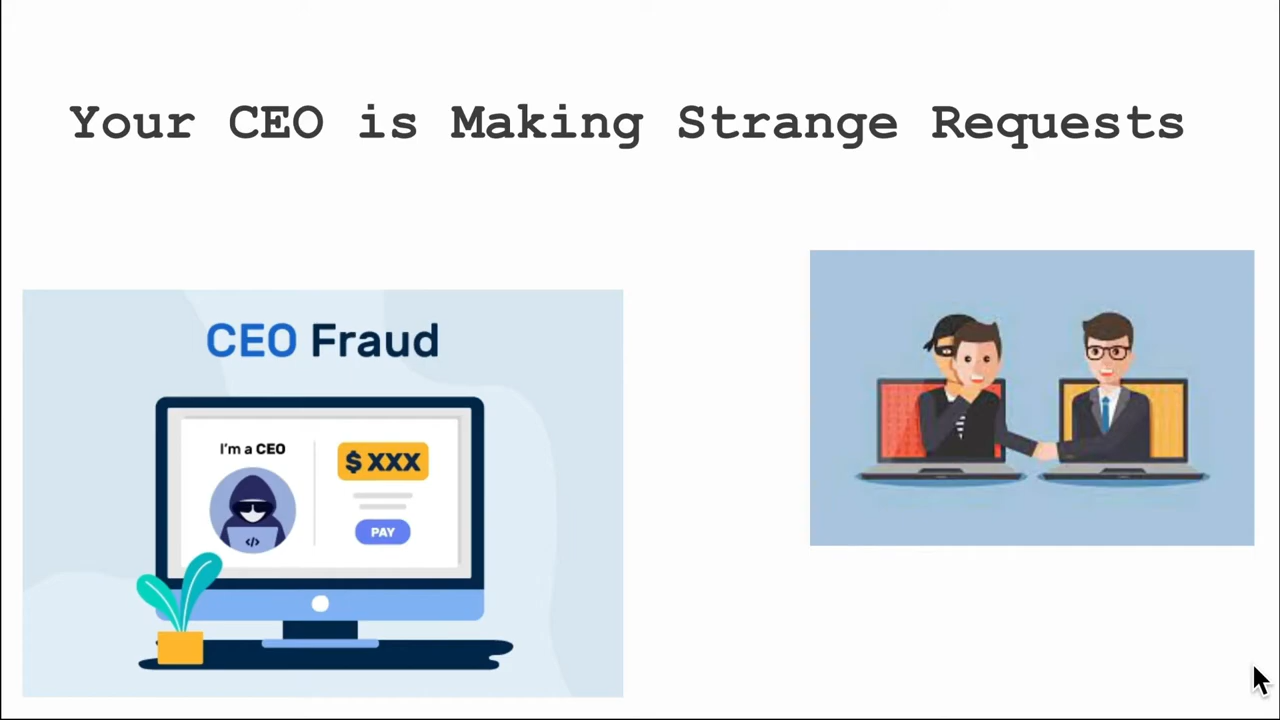 Your CEO is Making Strange Requests
CEO Fraud
I'm a CEO
$ XXX
</>
PAY